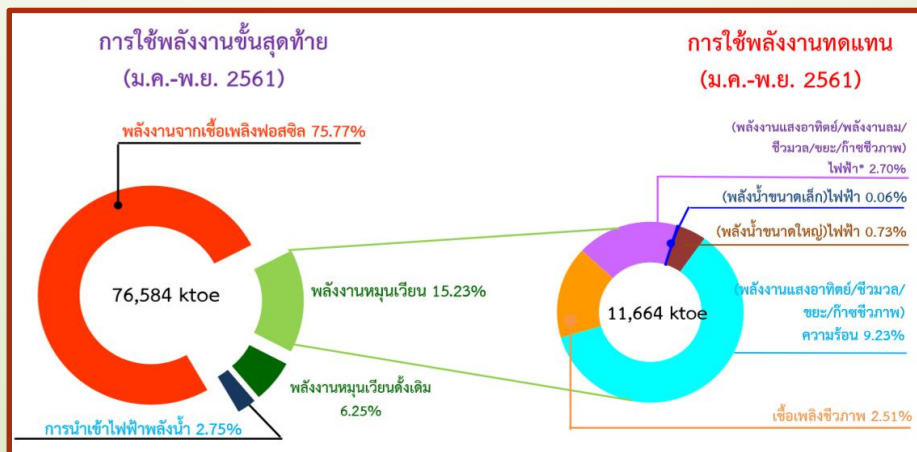 การใช้พลังงานขั้นสุดท้าย
(ม.ค.-พ.ย. 2561)
พลังงานจากเชื้อเพลิงฟอสซิล 75.77%
76,584 ktoe
พลังงานหมุนเวียน 15.23%
พลังงานหมุนเวียนดั้งเดิม
6.25%
การนำเข้าไฟฟ้าพลังน้ำ 2.75%
การใช้พลังงานทดแทน
(ม.ค.-พ.ย. 2561)
(พลังงานแสงอาทิตย์/พลังงานลม/
ชีวมวล/ขยะ/ก๊าซชีวภาพ)
ไฟฟ้า* 2.70%
(พลังน้ำขนาดเล็ก)ไฟฟ้า 0.06%
(พลังน้ำขนาดใหญ่)ไฟฟ้า 0.73%
11,664 ktoe
(พลังงานแสงอาทิตย์/ชีวมวล/
ขยะ/ก๊าซชีวภาพ)
ความร้อน 9.23%
เชื้อเพลิงชีวภาพ 2.51%